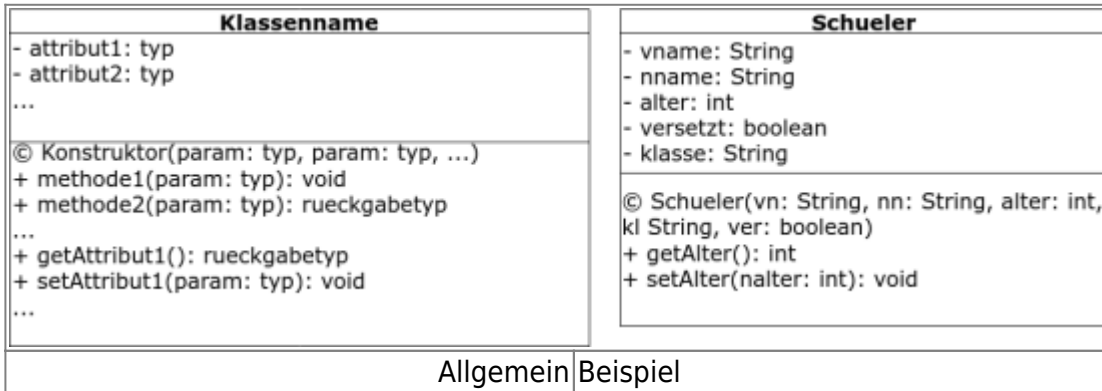 Klassenname
- attribut1: typ
- attribut2: typ
...
© Konstruktor(param: typ, param: typ, ...)
+ methode1(param: typ): void
+ methode2(param: typ): rueckgabetyp
...
+ getAttribut1(): rueckgabetyp
+ setAttribut1(param: typ): void
...
Schueler
- vname: String
- nname: String
- alter: int
- versetzt: boolean
- klasse: String
© Schueler(vn: String, nn: String, alter: int,
kl String, ver: boolean)
+ getAlter(): int
+ setAlter(nalter: int): void
Allgemein
Beispiel